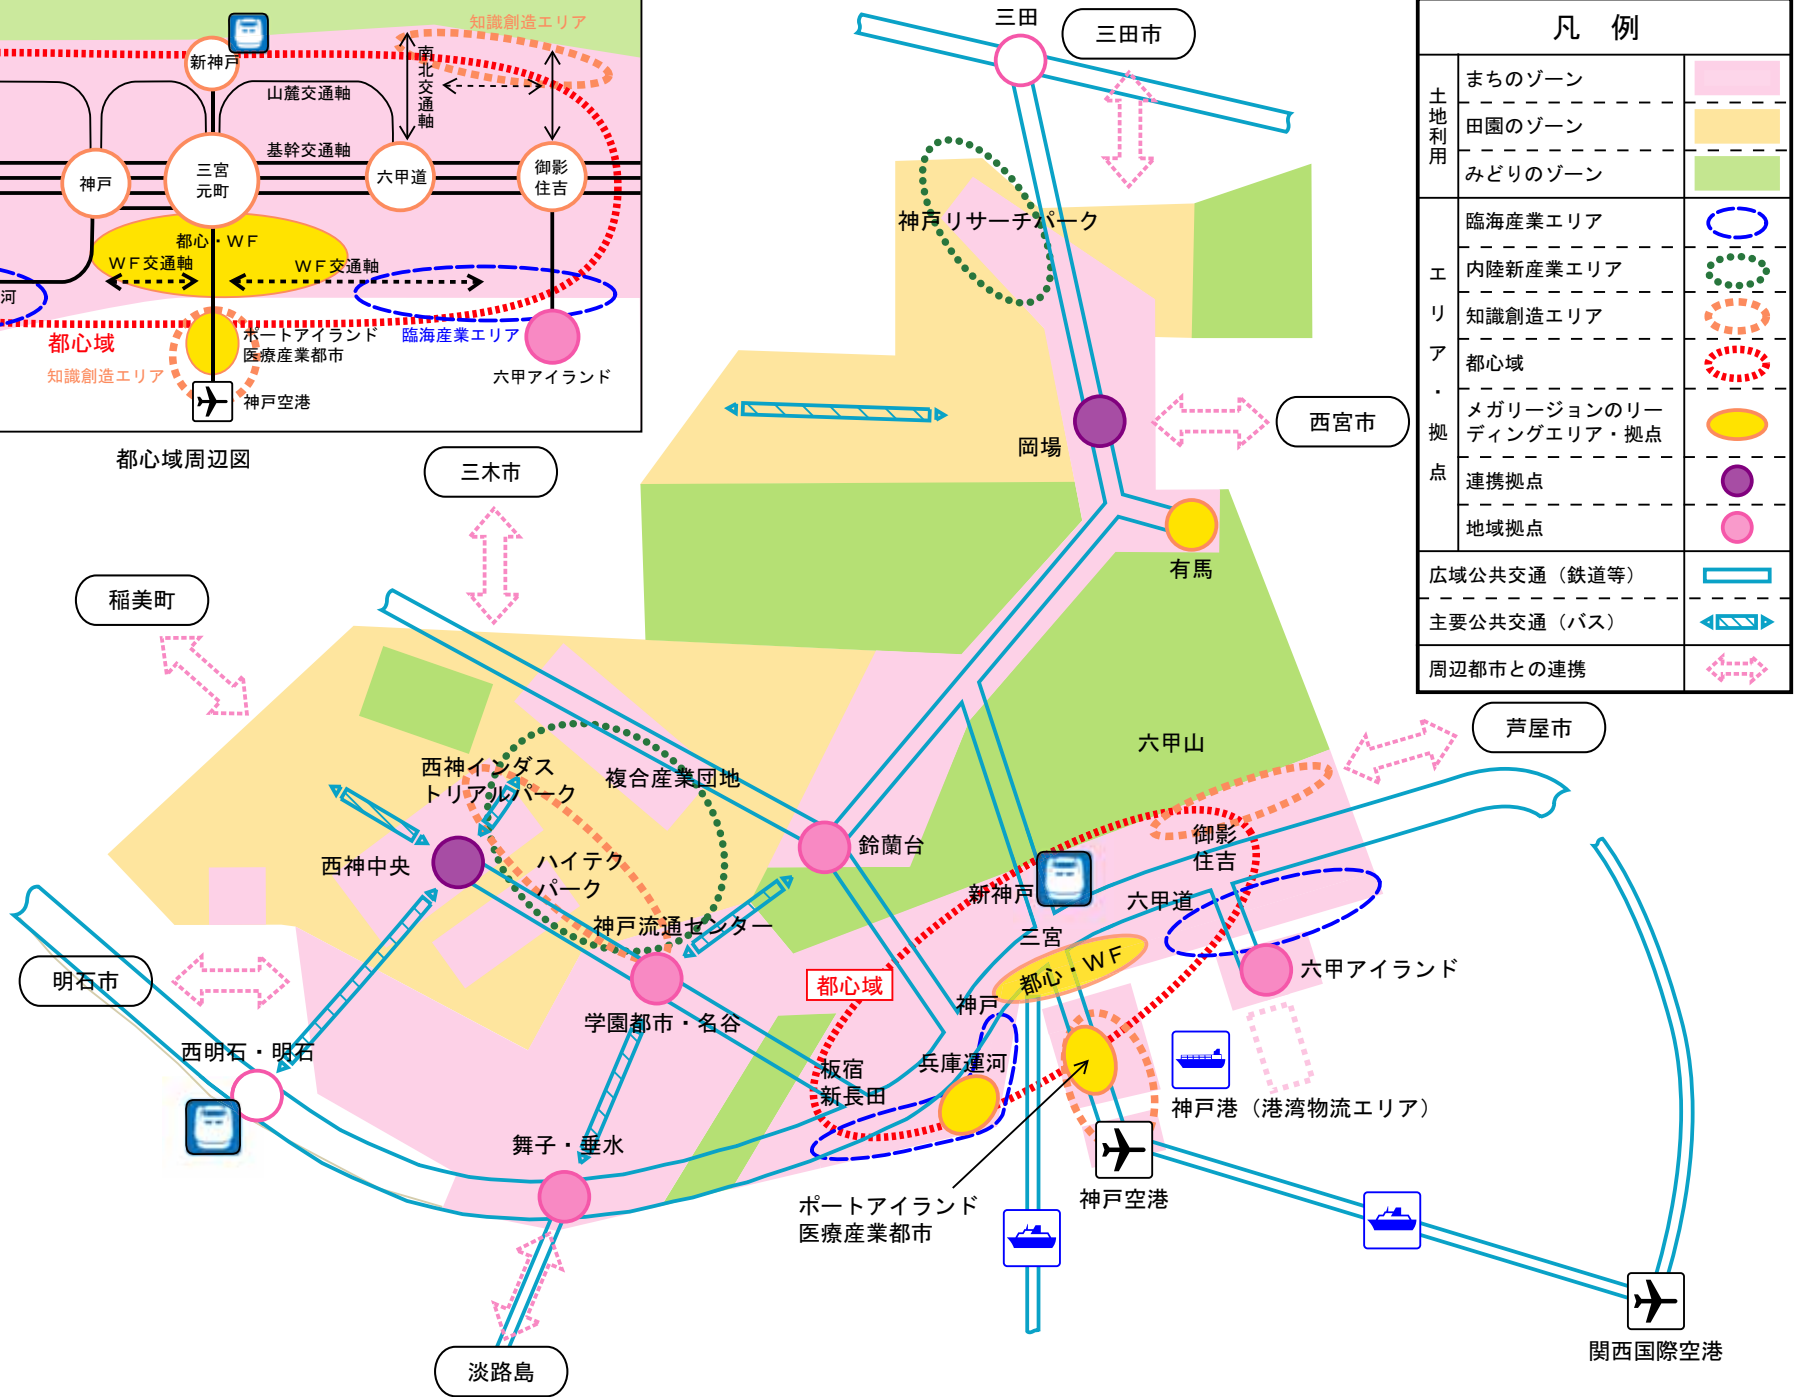 知識創造エリア
新神戸
南北交通軸
山麓交通軸
基幹交通軸
神戸
三宮
元町
六甲道
御影
住吉
都心・ＷＦ
ＷＦ交通軸
ＷＦ交通軸
河
都心域
知識創造エリア
ポートアイランド
医療産業都市
臨海産業エリア
六甲アイランド
神戸空港
都心域周辺図
凡 例
土地利用
まちのゾーン
田園のゾーン
みどりのゾーン
エリア・拠点
臨海産業エリア
内陸新産業エリア
知識創造エリア
都心域
メガリージョンのリー
ディングエリア・拠点
連携拠点
地域拠点
広域公共交通（鉄道等）
主要公共交通（バス）
周辺都市との連携
三田
三田市
神戸リサーチパーク
岡場
西宮市
有馬
三木市
稲美町
六甲山
芦屋市
西神インダス
トリアルパーク
複合産業団地
西神中央
ハイテク
パーク
鈴蘭台
神戸流通センター
御影
住吉
新神戸
六甲道
三宮
都心・ＷＦ
六甲アイランド
明石市
都心域
神戸
学園都市・名谷
西明石・明石
板宿
新長田
兵庫運河
神戸港（港湾物流エリア）
舞子・垂水
ポートアイランド
医療産業都市
神戸空港
淡路島
関西国際空港